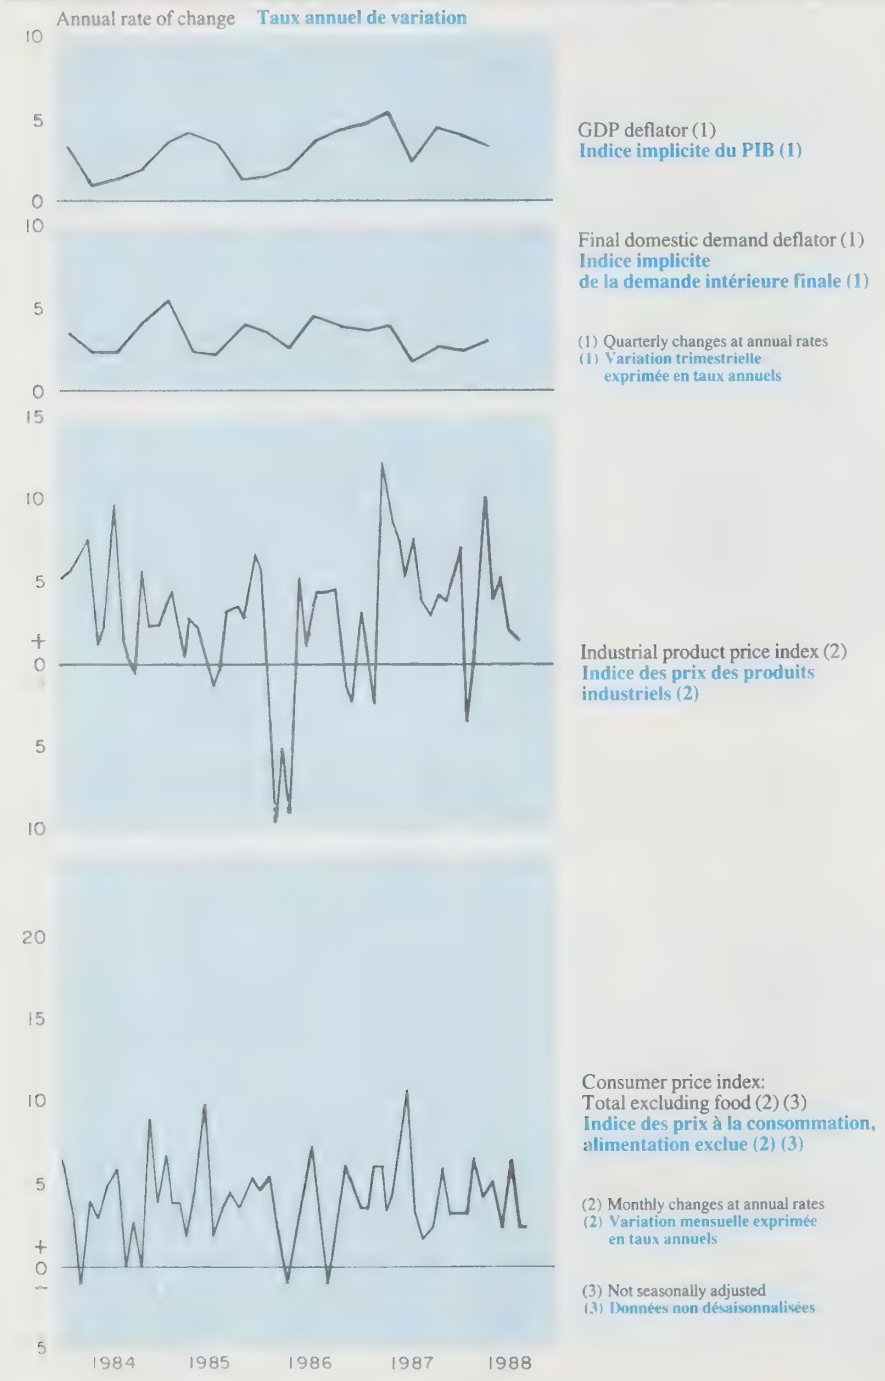 Annual rate of change Taux annuel de variation
10
5
0
GDP deflator (1)
Indice implicite du PIB (1)
10
5
0
Final domestic demand deflator (1)
Indice implicite
de la demande intérieure finale (1)
(1) Quarterly changes at annual rates
(1) Variation trimestrielle
exprimée en taux annuels
15
10
5
+
0
5
10
Industrial product price index (2)
Indice des prix des produits
industriels (2)
20
15
10
5
+
0
–
5
Consumer price index:
Total excluding food (2) (3)
Indice des prix à la consommation,
alimentation exclue (2) (3)
(2) Monthly changes at annual rates
(2) Variation mensuelle exprimée
en taux annuels
(3) Not seasonally adjusted
(3) Données non désaisonnalisées
1984 1985 1986 1987 1988